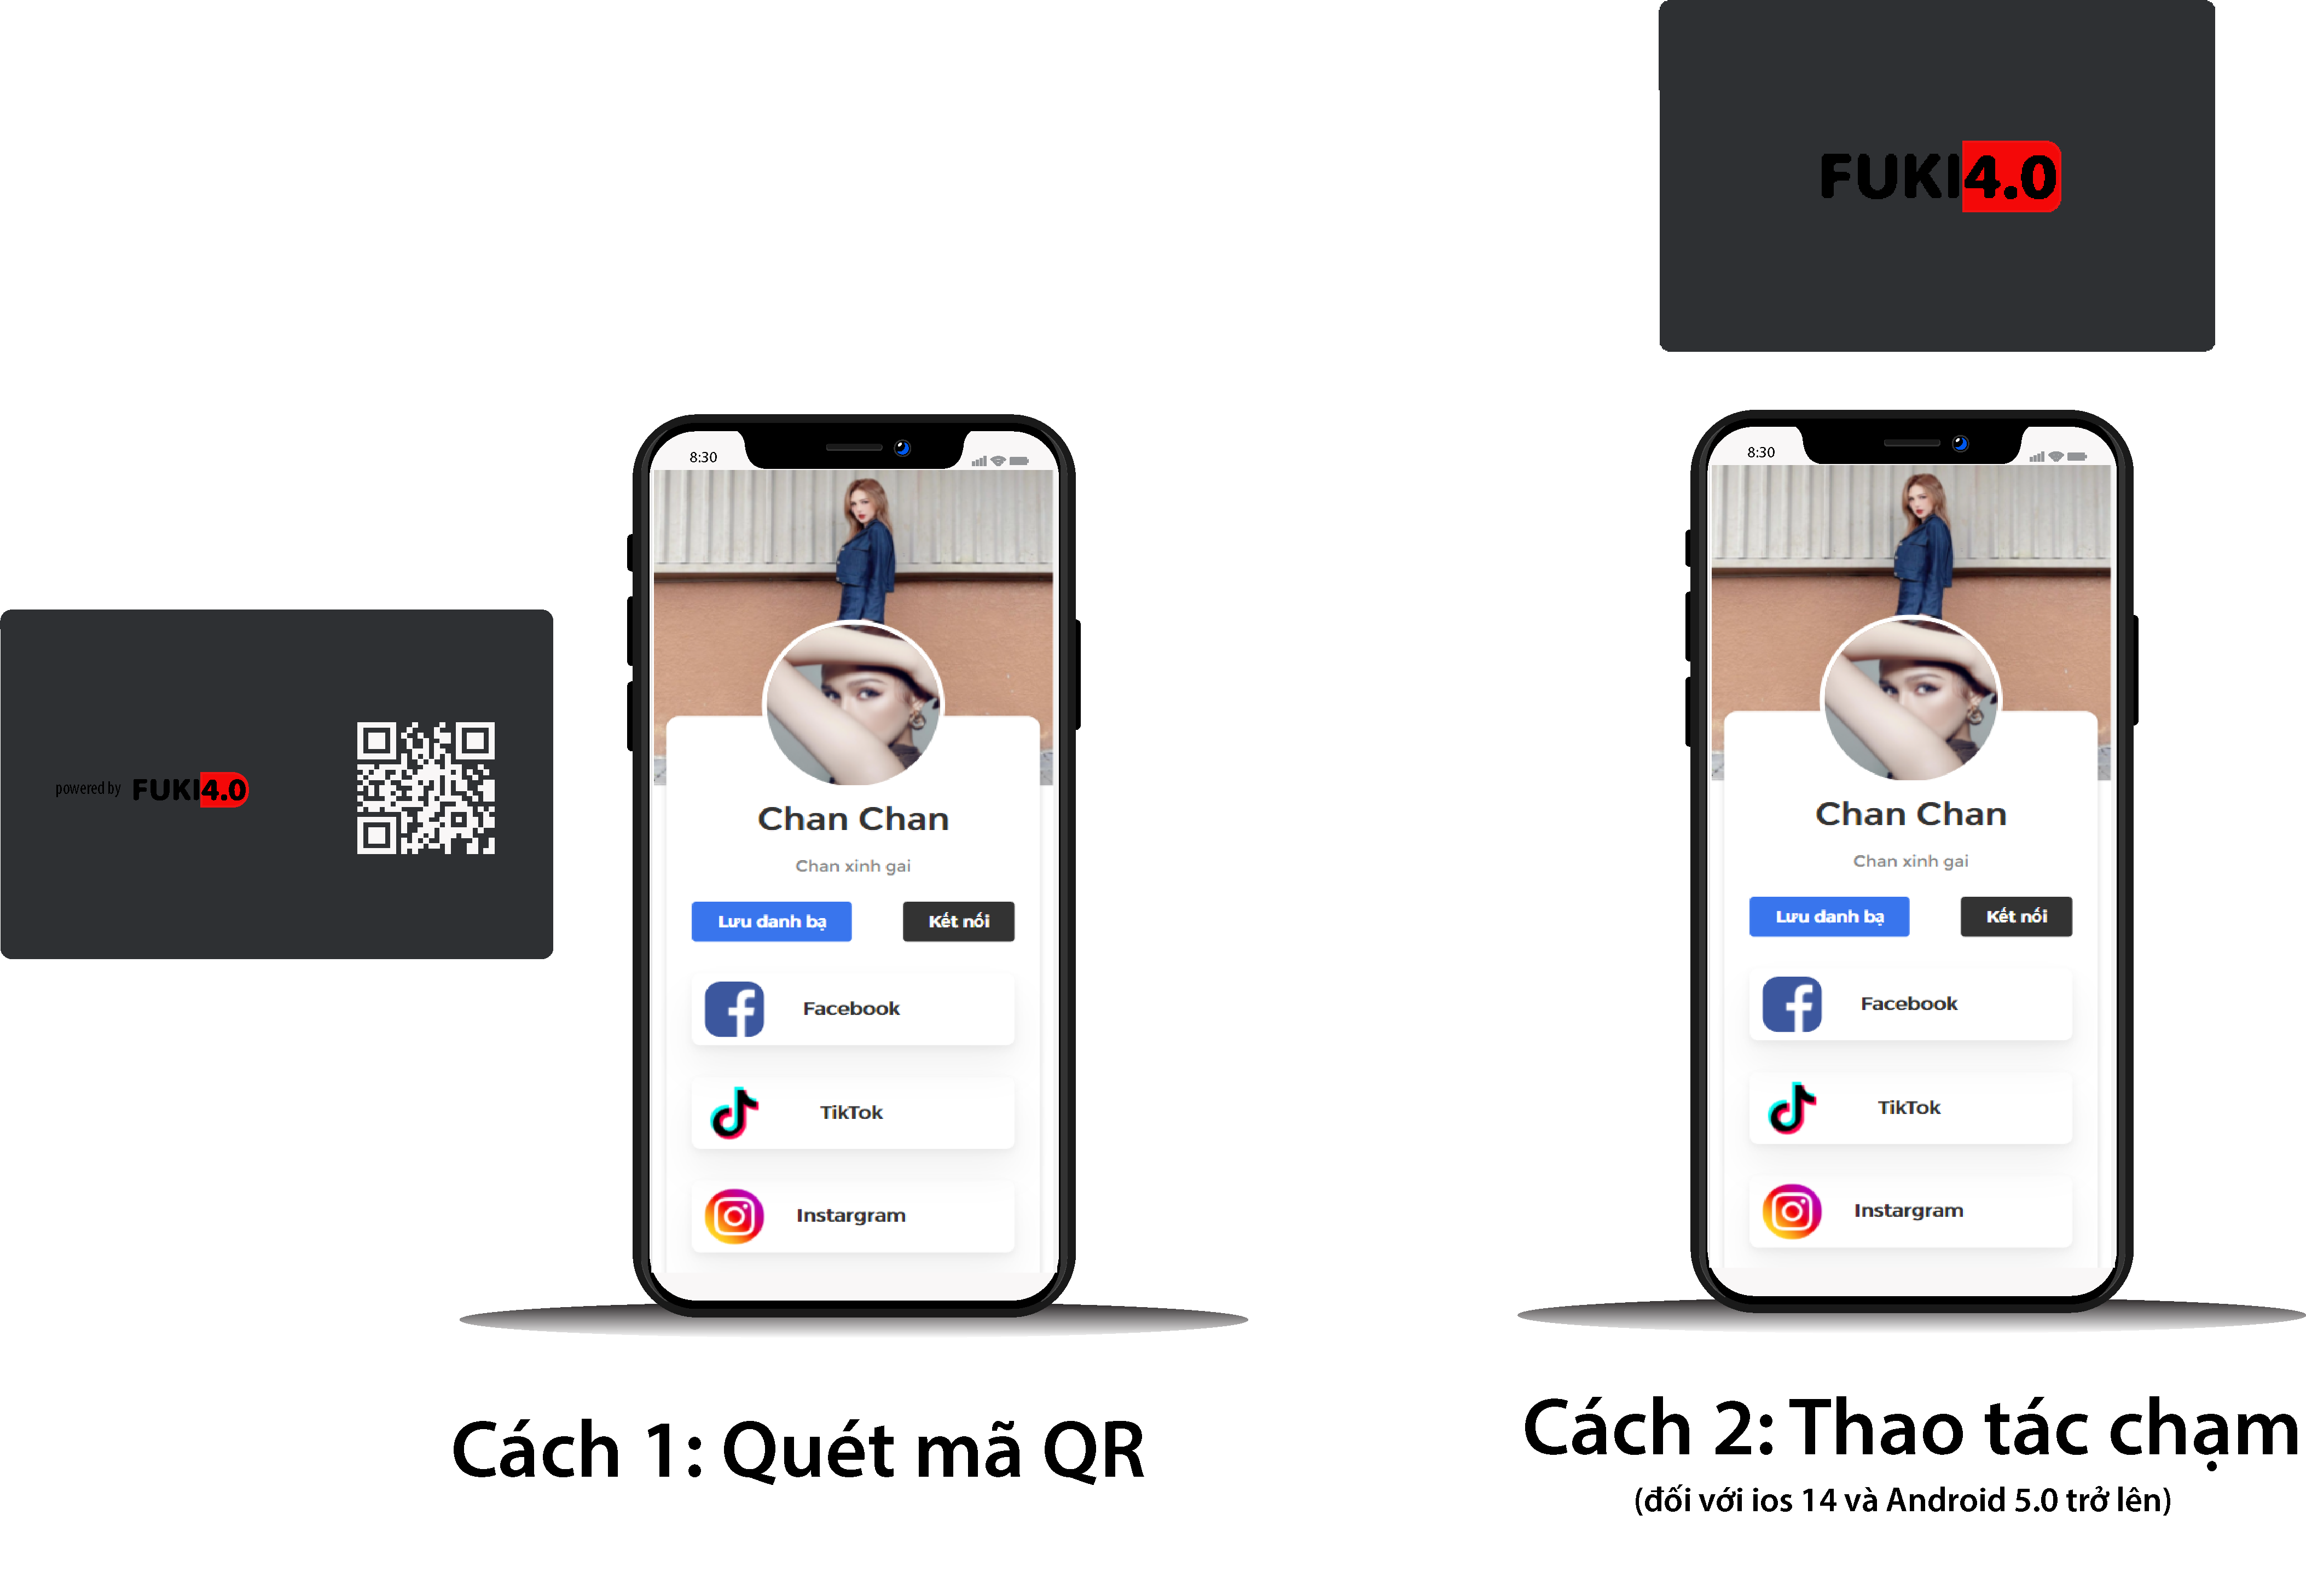 FUKI4.0
powered by FUKI4.0
8:30
Chan Chan
Chan xinh gai
Lưu danh bạ
Kết nối
Facebook
TikTok
Instargram
Cách 1: Quét mã QR
8:30
Chan Chan
Chan xinh gai
Lưu danh bạ
Kết nối
Facebook
TikTok
Instargram
Cách 2: Thao tác chạm
(đối với ios 14 và Android 5.0 trở lên)